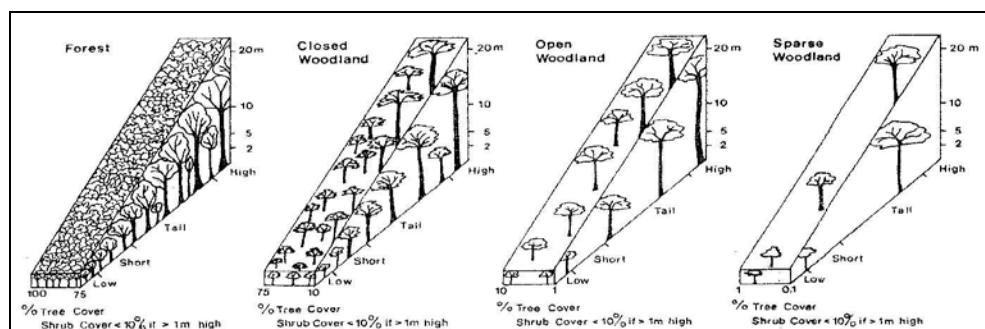 Forest
20 m
10
5
2
High
Tall
Short
Low
100 75
% Tree Cover
Shrub Cover < 10% if > 1m high
Closed
Woodland
20 m
10
5
2
High
Tall
Short
Low
75 10
% Tree Cover
Shrub Cover < 10% if > 1m high
Open
Woodland
20 m
10
5
2
High
Tall
Short
Low
10 1
% Tree Cover
Shrub Cover < 10% if > 1m high
Sparse
Woodland
20 m
10
5
2
High
Tall
Short
Low
1 0.1
% Tree Cover
Shrub Cover < 10% if > 1m high